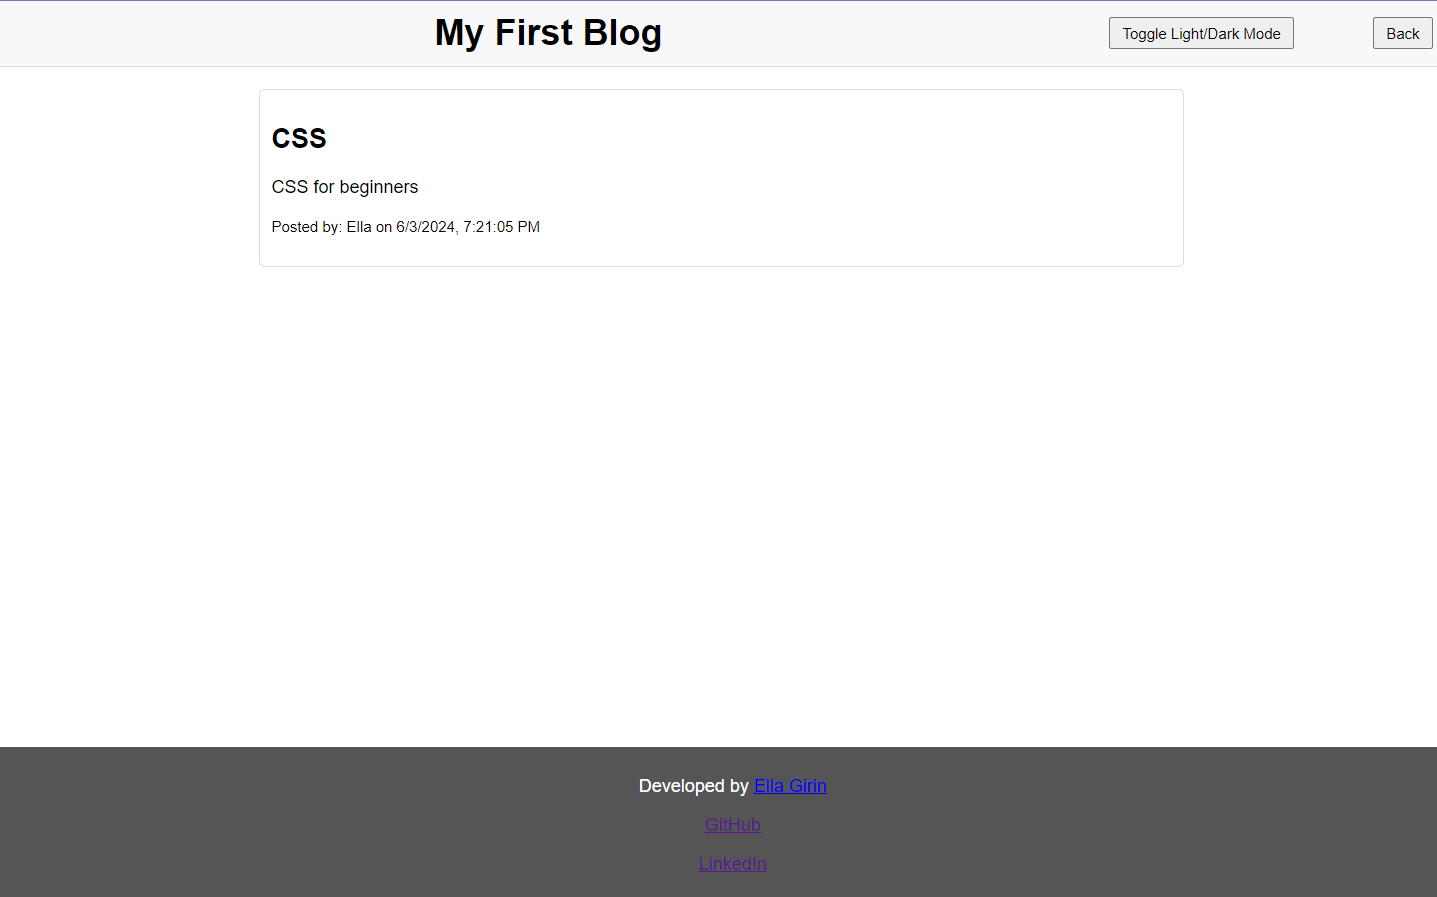 My First Blog
Toggle Light/Dark Mode
Back
CSS
CSS for beginners
Posted by: Ella on 6/3/2024, 7:21:05 PM
Developed by Ella Girin
GitHub
LinkedIn